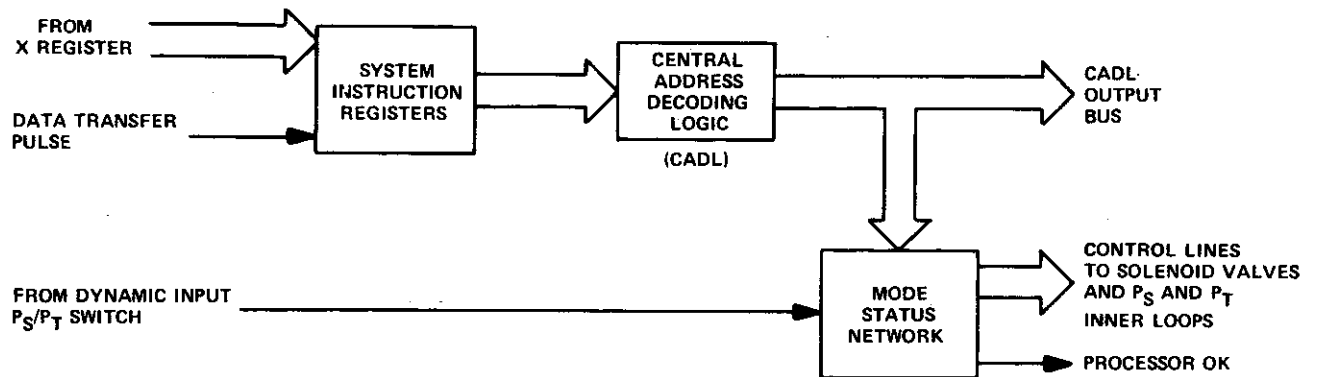 FROM
X REGISTER
DATA TRANSFER
PULSE
SYSTEM
INSTRUCTION
REGISTERS
CENTRAL
ADDRESS
DECODING
LOGIC
(CADL)
CADL
OUTPUT
BUS
FROM DYNAMIC INPUT
PS/PT SWITCH
MODE
STATUS
NETWORK
CONTROL LINES
TO SOLENOID VALVES
AND PS AND PT
INNER LOOPS
PROCESSOR OK